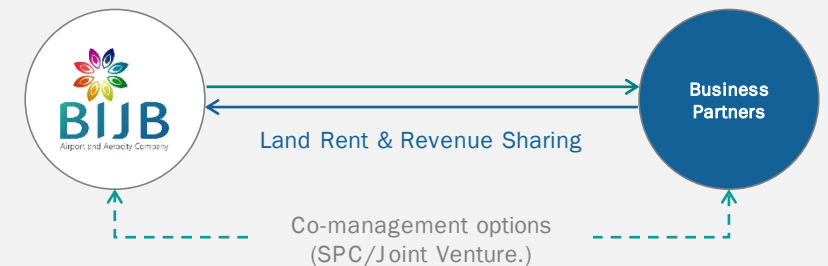 BIJB
Airport and Aerocity Company
Business
Partners
Land Rent & Revenue Sharing
Co-management options
(SPC/Joint Venture.)